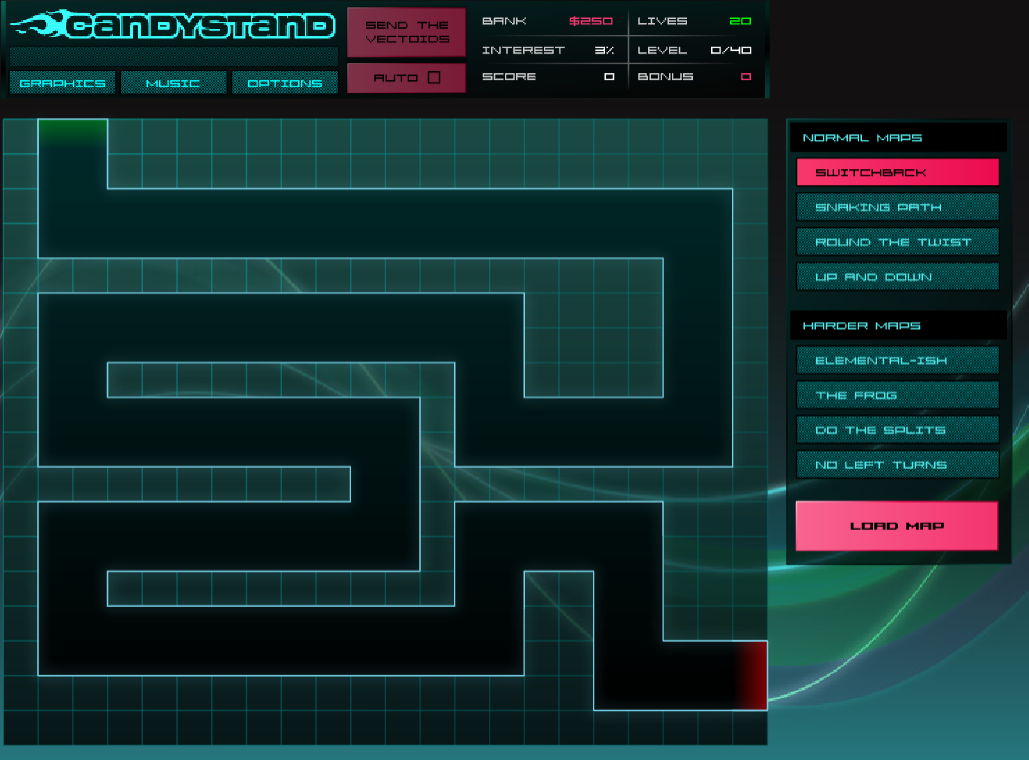 CANDYSTAND
GRAPHICS
MUSIC
OPTIONS
SEND THE
VECTOIDS
AUTO
BANK $250
LIVES 20
INTEREST 3%
LEVEL 0/40
SCORE 0
BONUS 0
NORMAL MAPS
SWITCHBACK
SNAKING PATH
ROUND THE TWIST
UP AND DOWN
HARDER MAPS
ELEMENTAL-ISH
THE FROG
DO THE SPLITS
NO LEFT TURNS
LOAD MAP